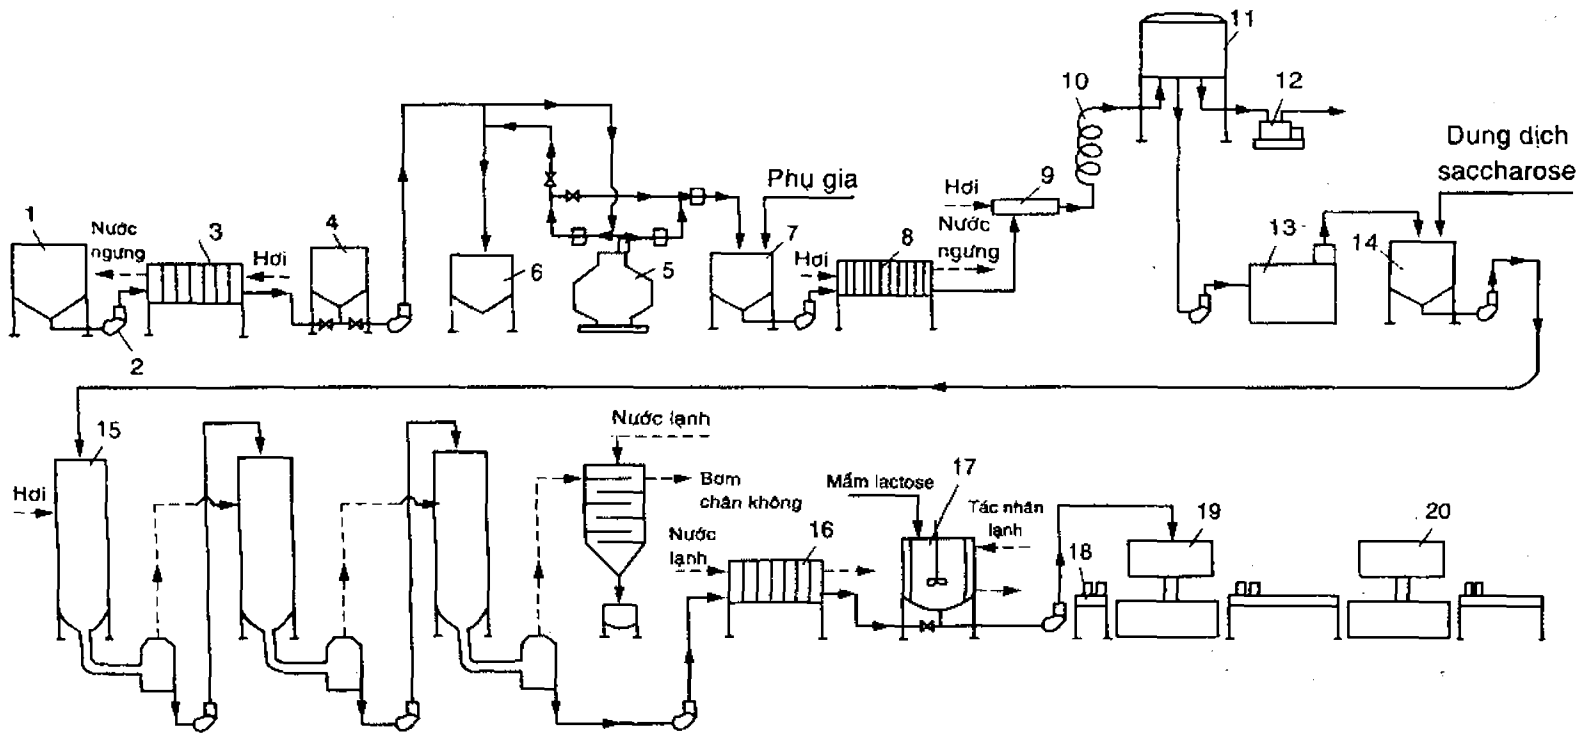 11
10
12
Dung dịch
saccharose
Phụ gia
Hơi
9
1
Nước
ngưng
3
Hơi
4
6
5
7
Hơi
8
Nước
ngưng
13
14
2
15
Hơi
Nước lạnh
Bơm
chân không
Nước
lạnh
16
Mầm lactose
17
Tác nhân
lạnh
18
19
20